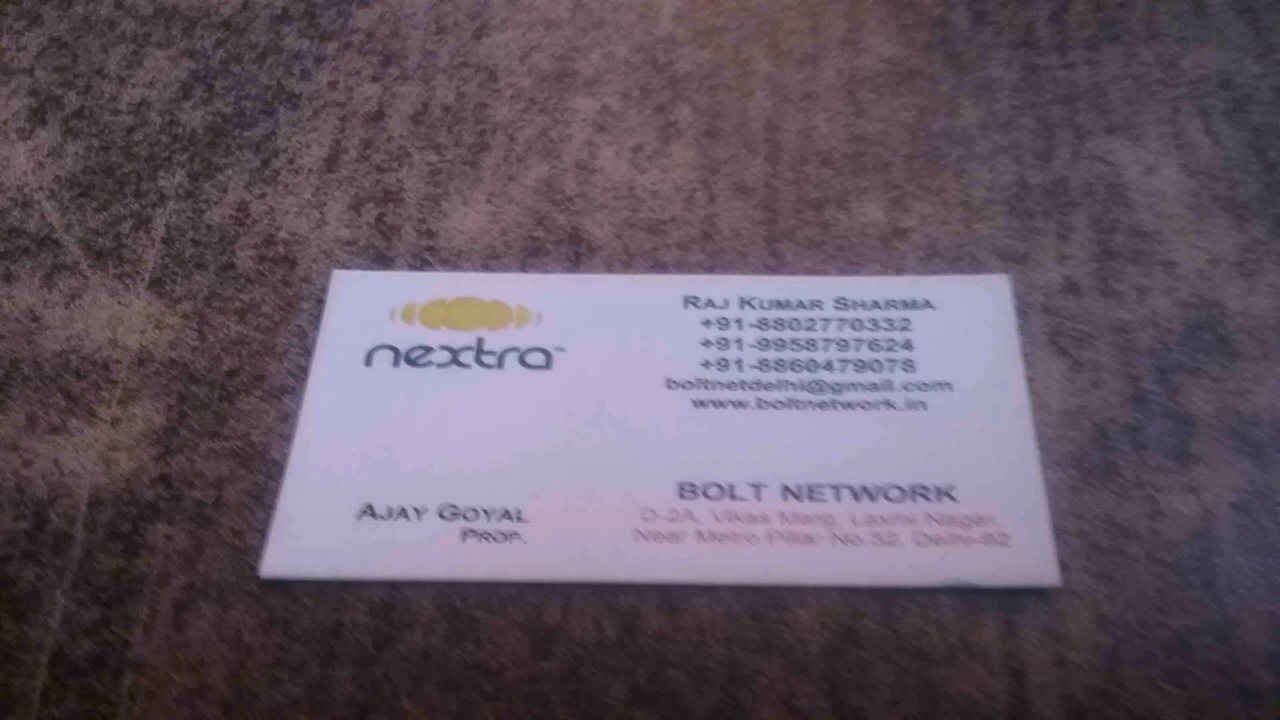 nextra™
RAJ KUMAR SHARMA
+91-8802770332
+91-9958797624
+91-8860479078
boltnetdelhi@gmail.com
www.boltnetwork.in
AJAY GOYAL
PROP.
BOLT NETWORK
D-2A, Vikas Marg, Laxmi Nagar,
Near Metro Pillar No.32, Delhi-92